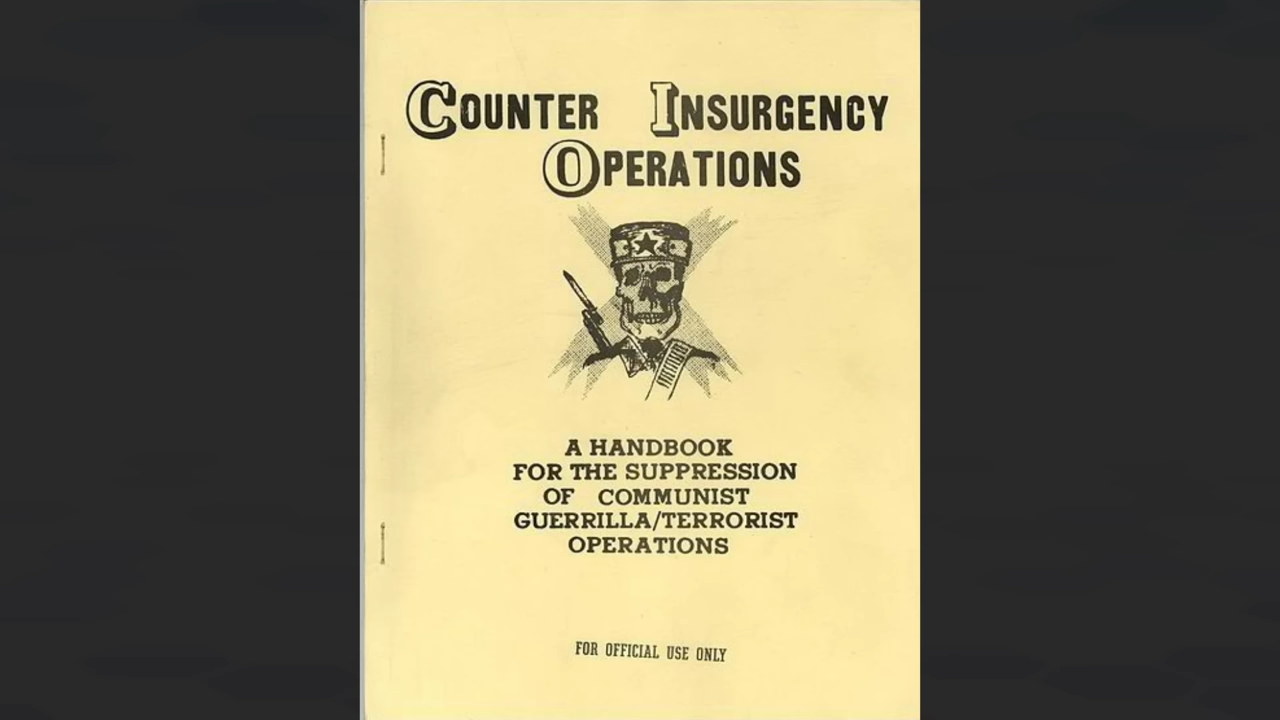 COUNTER INSURGENCY
OPERATIONS
A HANDBOOK
FOR THE SUPPRESSION
OF COMMUNIST
GUERRILLA/TERRORIST
OPERATIONS
FOR OFFICIAL USE ONLY